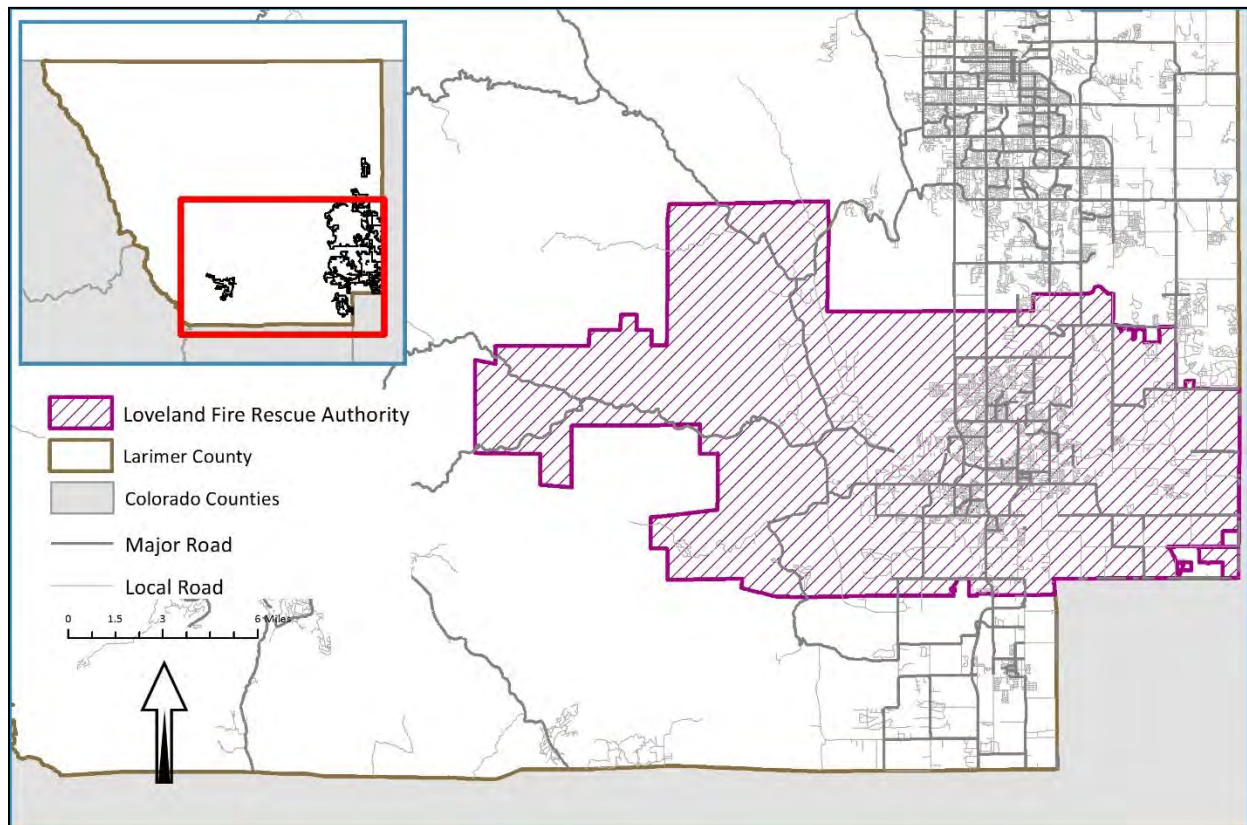 Loveland Fire Rescue Authority
Larimer County
Colorado Counties
Major Road
Local Road
0 1.5 3 6 Miles